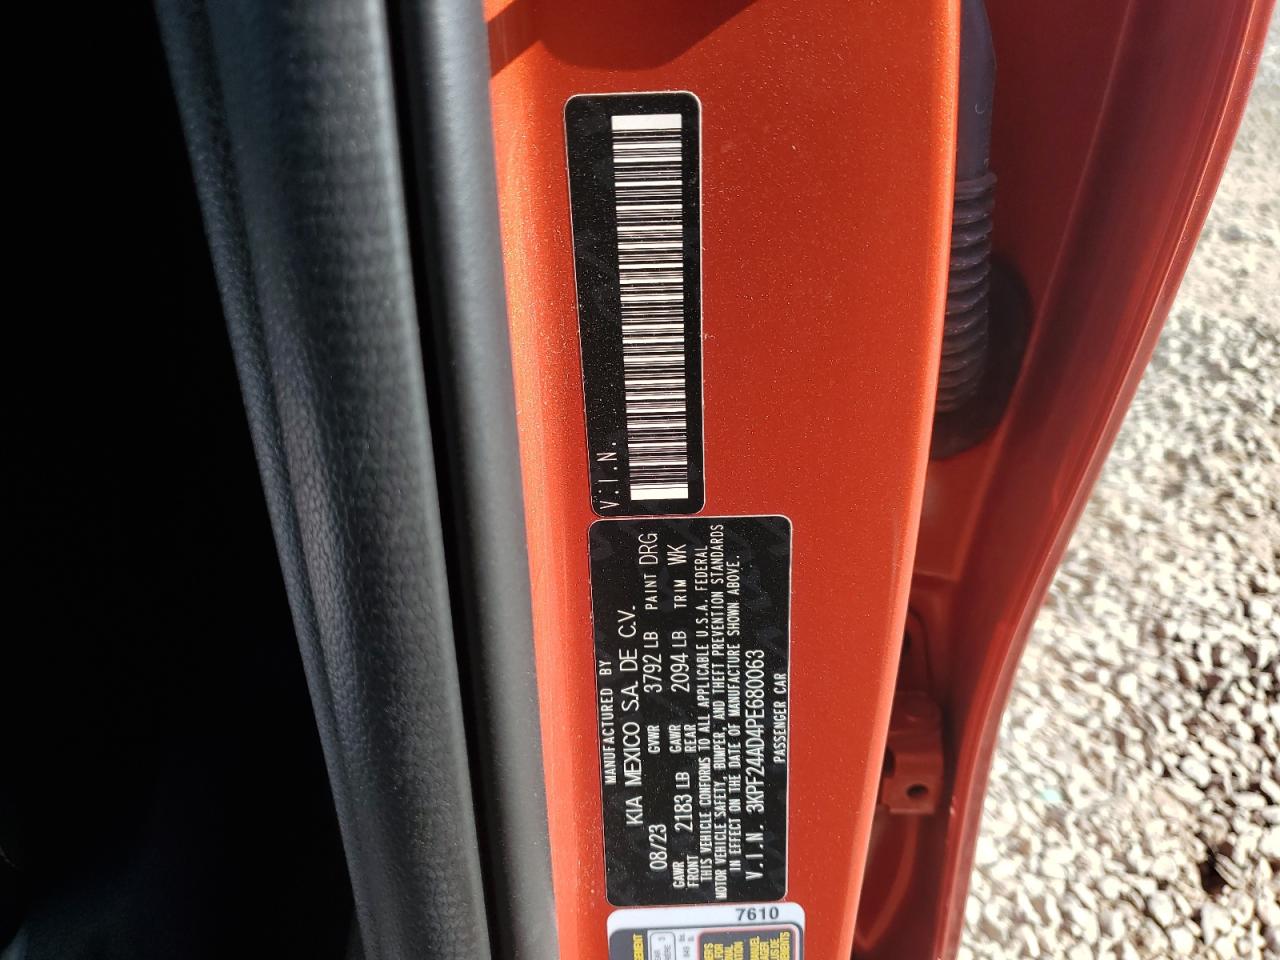 V.I.N.
MANUFACTURED BY
KIA MEXICO S.A. DE C.V.
08/23 GVWR 3792 LB PAINT DRG
GAWR FRONT 2183 LB GAWR REAR 2094 LB TRIM WK
THIS VEHICLE CONFORMS TO ALL APPLICABLE U.S.A. FEDERAL
MOTOR VEHICLE SAFETY, BUMPER, AND THEFT PREVENTION STANDARDS
IN EFFECT ON THE DATE OF MANUFACTURE SHOWN ABOVE.
V.I.N. 3KPF24AD4PE680063
PASSENGER CAR
7610